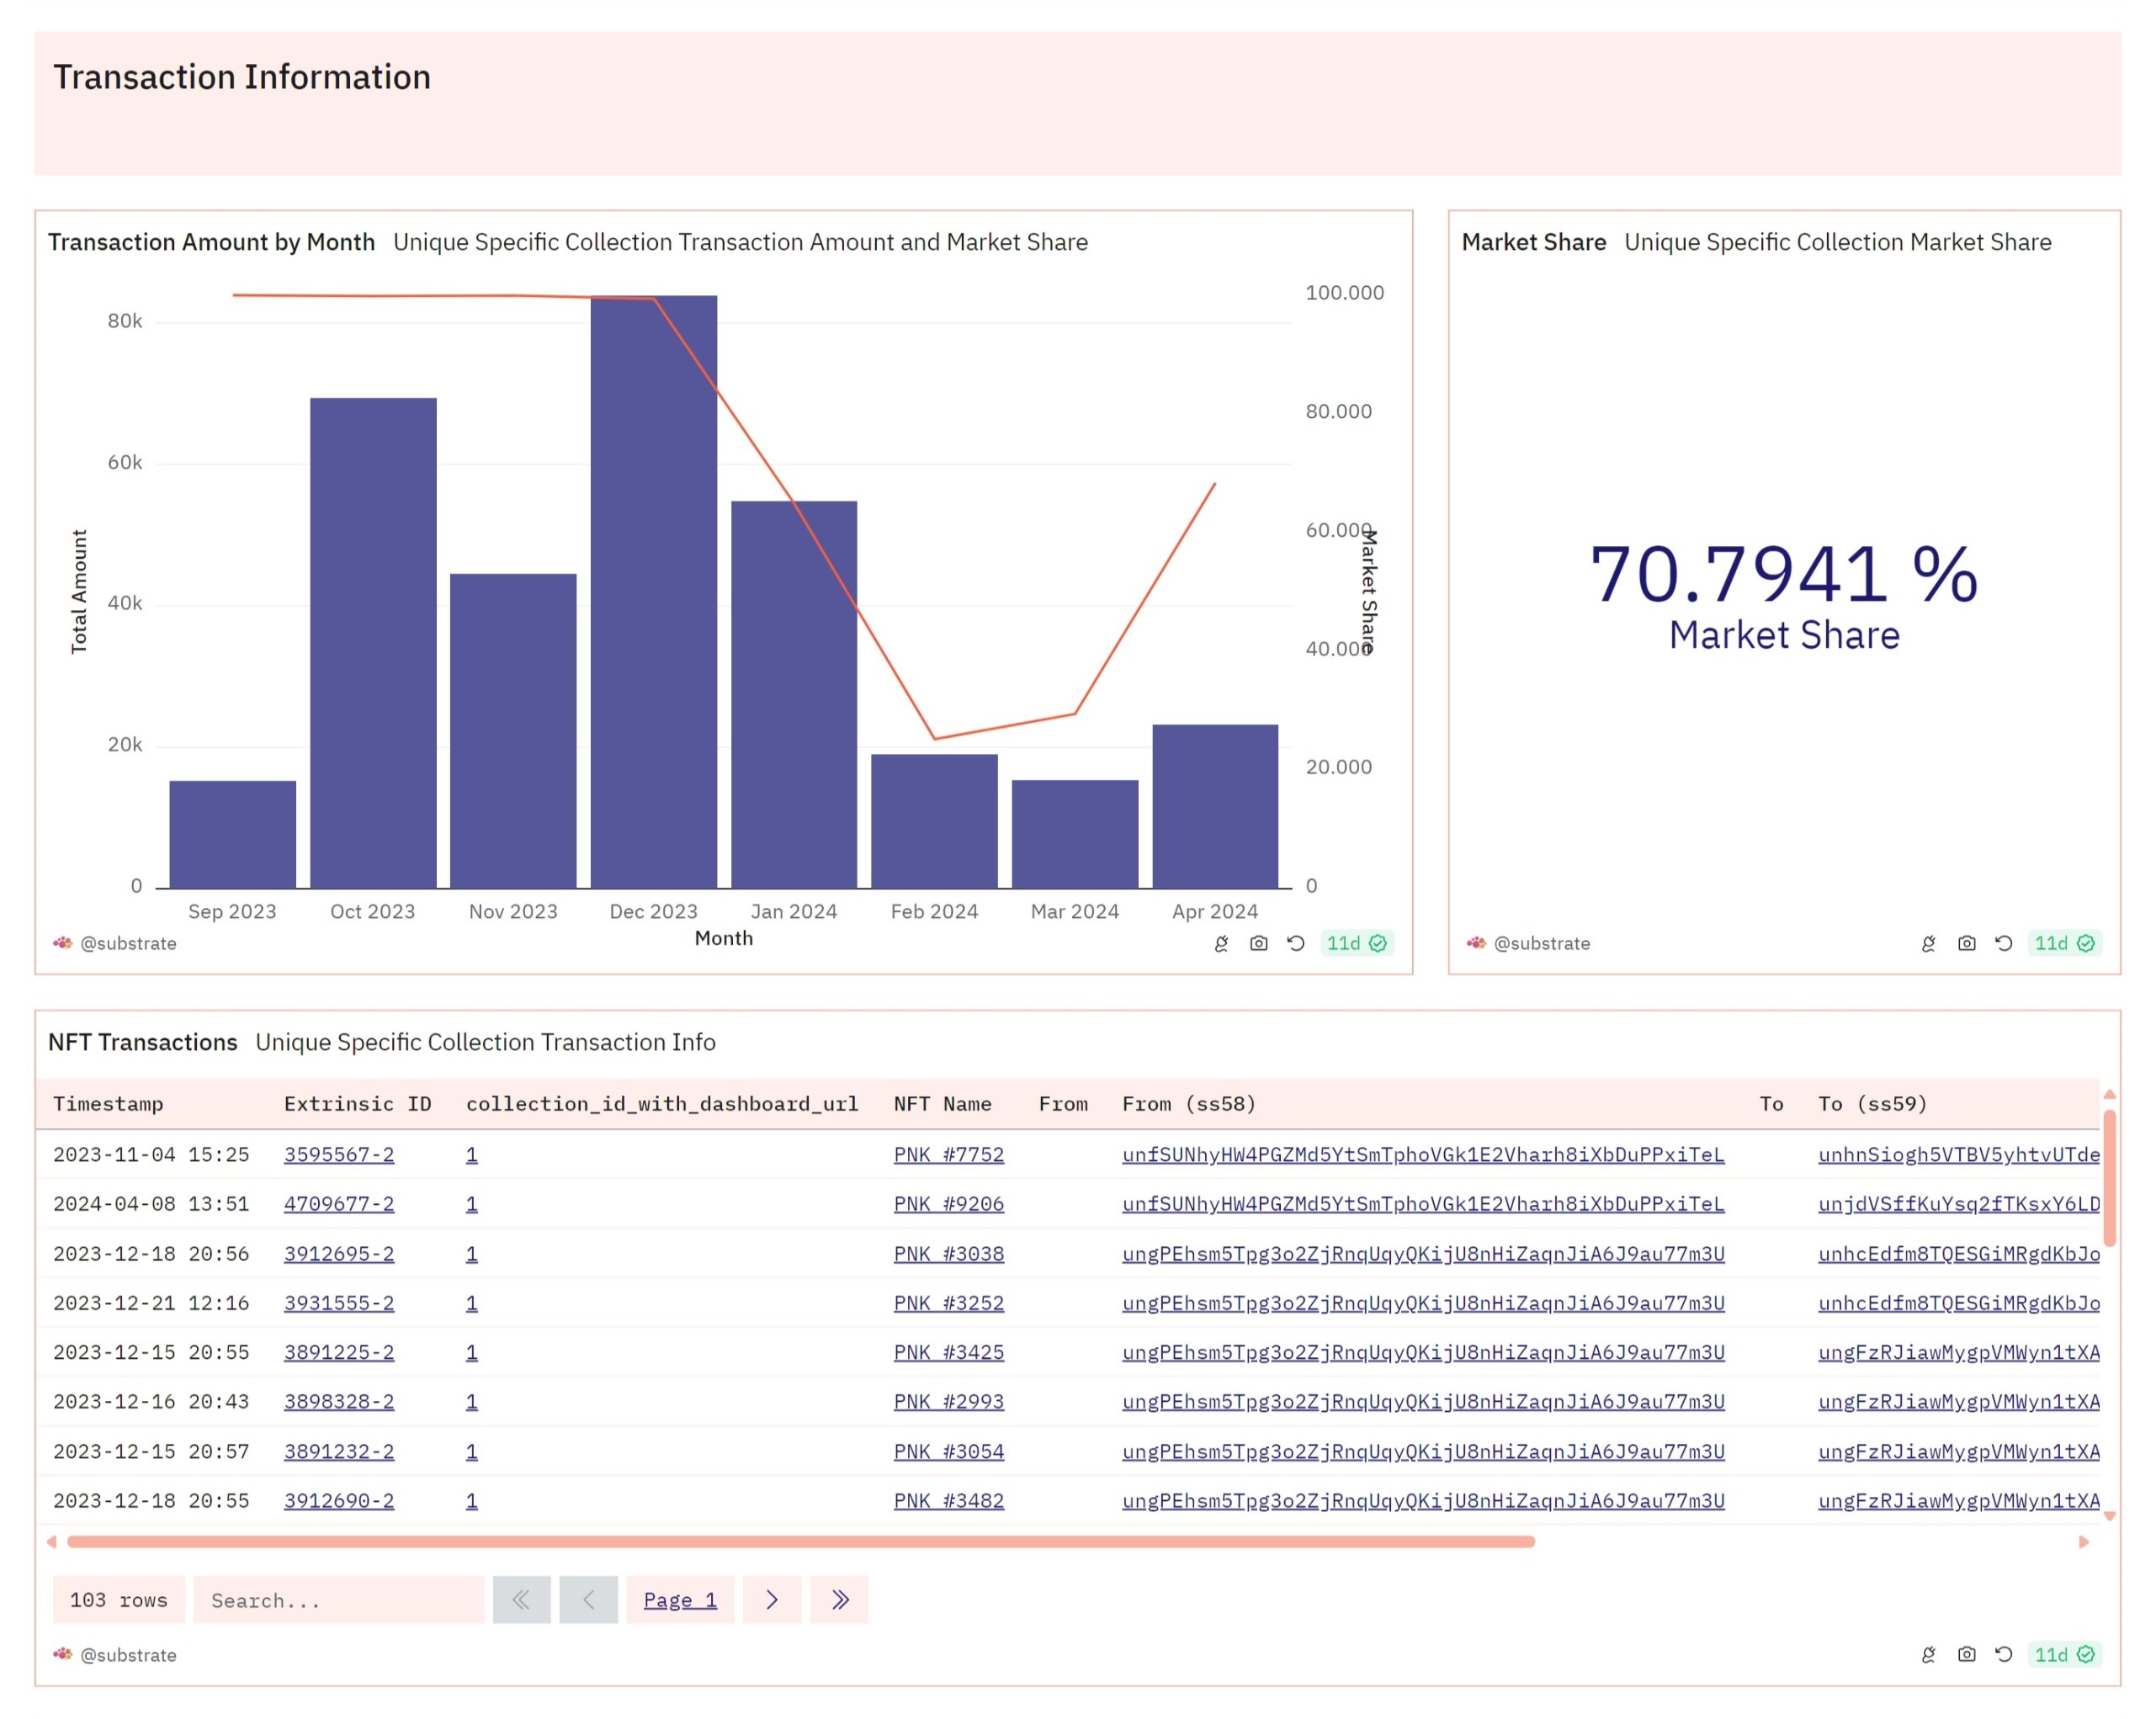 Transaction Information
Transaction Amount by Month Unique Specific Collection Transaction Amount and Market Share
80k
60k
40k
20k
0
Total Amount
100.000
80.000
60.000
40.000
20.000
0
Market Share
Sep 2023 Oct 2023 Nov 2023 Dec 2023 Jan 2024 Feb 2024 Mar 2024 Apr 2024
Month
@substrate
11d
Market Share Unique Specific Collection Market Share
70.7941 %
Market Share
@substrate
11d
NFT Transactions Unique Specific Collection Transaction Info
Timestamp Extrinsic ID collection_id_with_dashboard_url NFT Name From From (ss58) To To (ss59)
2023-11-04 15:25 3595567-2 1 PNK #7752 unfSUNhyHW4PGZMd5YtSmTphoVGk1E2Vharh8iXbDuPPxiTeL unhnSiogh5VTBV5yhtvUTde
2024-04-08 13:51 4709677-2 1 PNK #9206 unfSUNhyHW4PGZMd5YtSmTphoVGk1E2Vharh8iXbDuPPxiTeL unjdVSffKuYsq2fTKsxY6LD
2023-12-18 20:56 3912695-2 1 PNK #3038 ungPEhsm5Tpg3o2ZjRnqUqyQKijU8nHiZaqnJiA6J9au77m3U unhcEdfm8TQESGiMRgdKbJo
2023-12-21 12:16 3931555-2 1 PNK #3252 ungPEhsm5Tpg3o2ZjRnqUqyQKijU8nHiZaqnJiA6J9au77m3U unhcEdfm8TQESGiMRgdKbJo
2023-12-15 20:55 3891225-2 1 PNK #3425 ungPEhsm5Tpg3o2ZjRnqUqyQKijU8nHiZaqnJiA6J9au77m3U ungFzRJiawMygpVMWyn1tXA
2023-12-16 20:43 3898328-2 1 PNK #2993 ungPEhsm5Tpg3o2ZjRnqUqyQKijU8nHiZaqnJiA6J9au77m3U ungFzRJiawMygpVMWyn1tXA
2023-12-15 20:57 3891232-2 1 PNK #3054 ungPEhsm5Tpg3o2ZjRnqUqyQKijU8nHiZaqnJiA6J9au77m3U ungFzRJiawMygpVMWyn1tXA
2023-12-18 20:55 3912690-2 1 PNK #3482 ungPEhsm5Tpg3o2ZjRnqUqyQKijU8nHiZaqnJiA6J9au77m3U ungFzRJiawMygpVMWyn1tXA
103 rows Search... Page 1
@substrate
11d